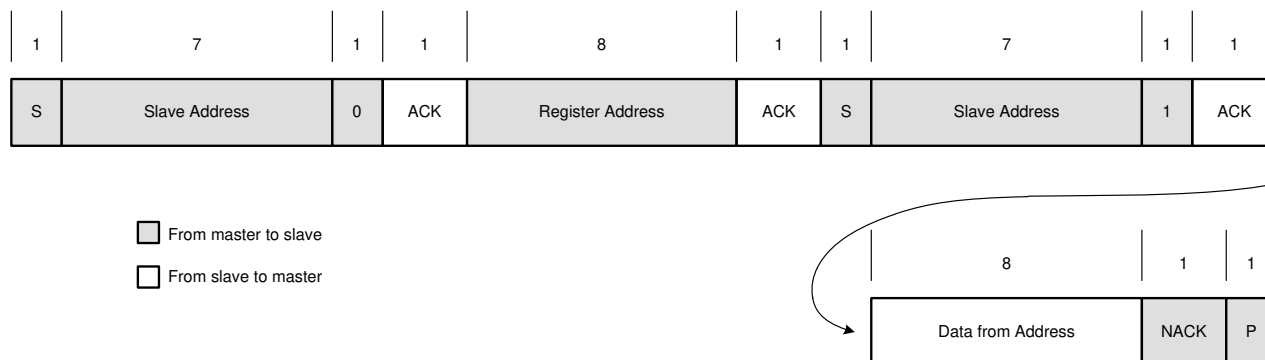 1 7 1 1 8 1 1 7 1 1
S Slave Address 0 ACK Register Address ACK S Slave Address 1 ACK
From master to slave
From slave to master
8 1 1
Data from Address NACK P